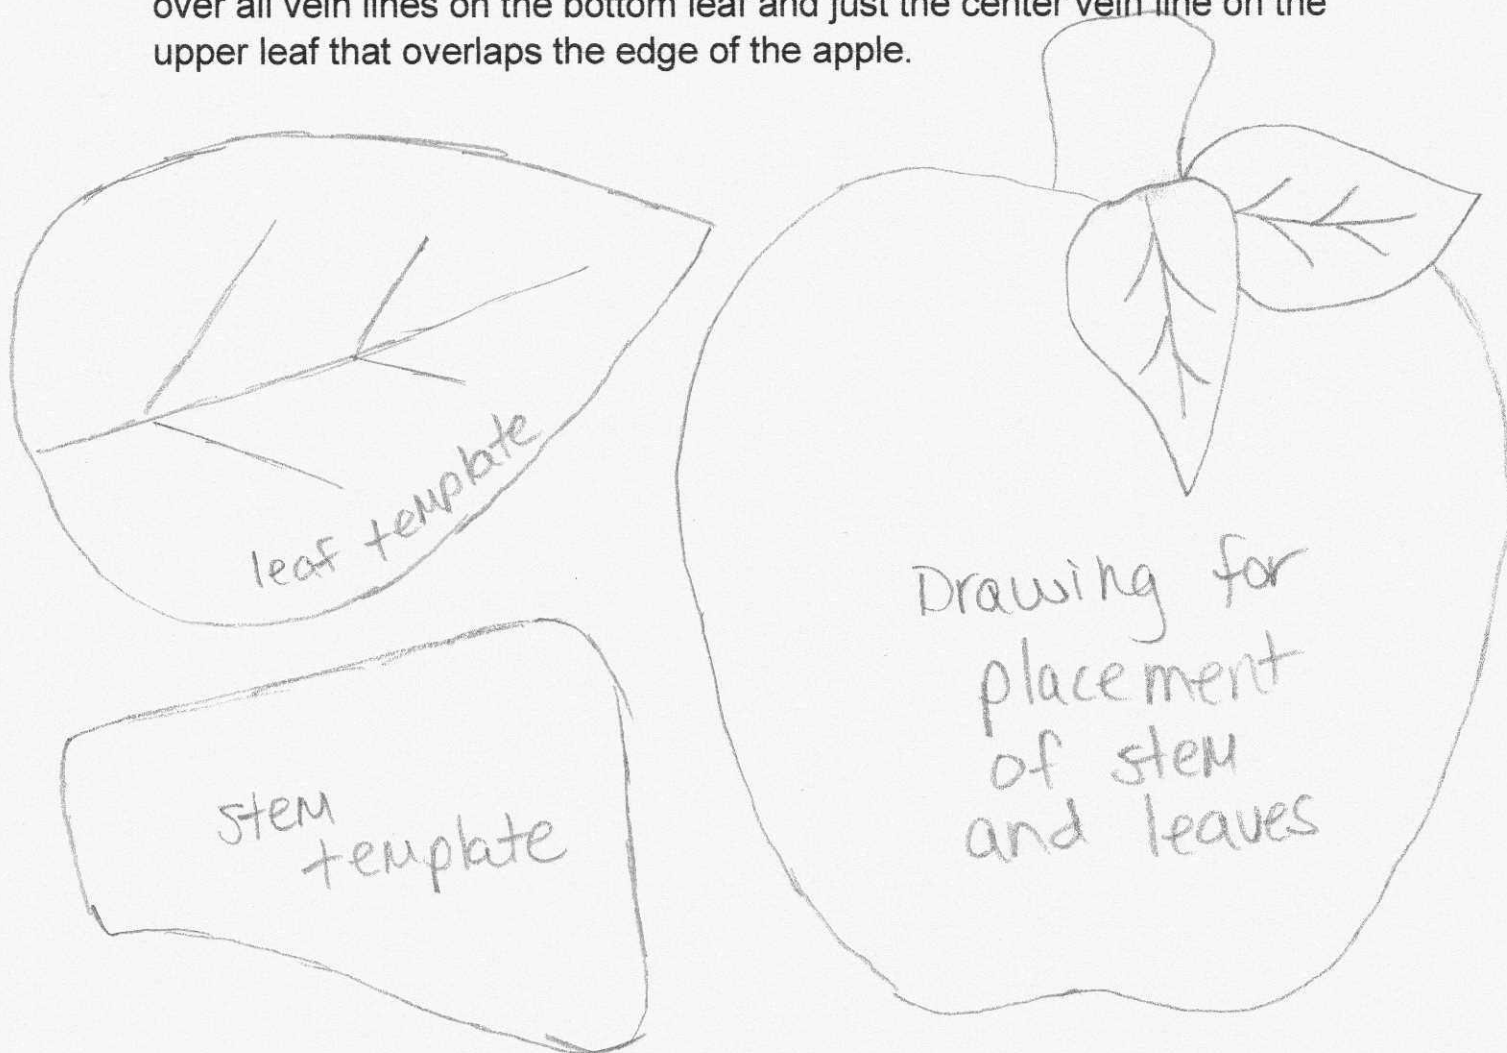 over all vein lines on the bottom leaf and just the center vein line on the
upper leaf that overlaps the edge of the apple.
leaf template
stem
template
Drawing for
placement
of stem
and leaves